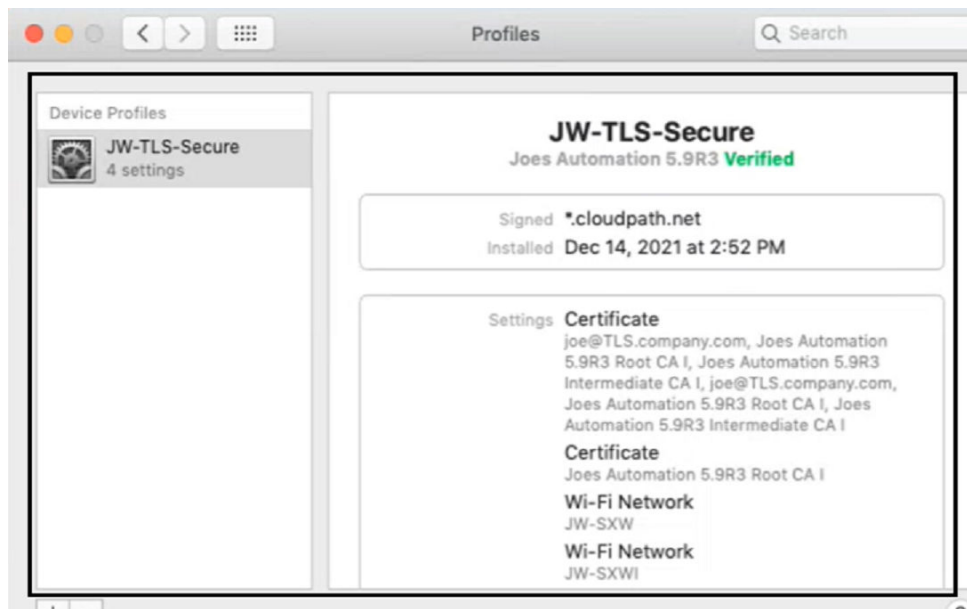 Profiles
Search
Device Profiles
JW-TLS-Secure
4 settings
JW-TLS-Secure
Joes Automation 5.9R3 Verified
Signed *.cloudpath.net
Installed Dec 14, 2021 at 2:52 PM
Settings Certificate
joe@TLS.company.com, Joes Automation
5.9R3 Root CA I, Joes Automation 5.9R3
Intermediate CA I, joe@TLS.company.com,
Joes Automation 5.9R3 Root CA I, Joes
Automation 5.9R3 Intermediate CA I
Certificate
Joes Automation 5.9R3 Root CA I
Wi-Fi Network
JW-SXW
Wi-Fi Network
JW-SXWI